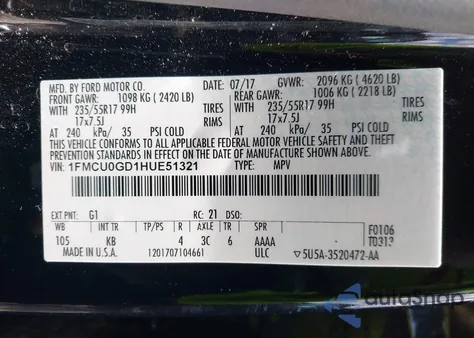 MFD. BY FORD MOTOR CO.
DATE: 07/17 GVWR: 2096 KG (4620 LB)
FRONT GAWR: 1098 KG (2420 LB) REAR GAWR: 1006 KG (2218 LB)
WITH 235/55R17 99H TIRES WITH 235/55R17 99H TIRES
17x7.5J RIMS 17x7.5J RIMS
AT 240 kPa/ 35 PSI COLD AT 240 kPa/ 35 PSI COLD
THIS VEHICLE CONFORMS TO ALL APPLICABLE FEDERAL MOTOR VEHICLE SAFETY AND THEFT PREVENTION STANDARDS IN EFFECT ON THE DATE OF MANUFACTURE SHOWN ABOVE.
VIN: 1FMCU0GD1HUE51321 TYPE: MPV
EXT PNT: G1 RC: 21 DSO:
WB KB TP/PS R AXLE TR SPR F0106
105 4 3C 6 AAAA T0313
MADE IN U.S.A. 1201707104661 ULC 5U5A-3520472-AA
autosnap